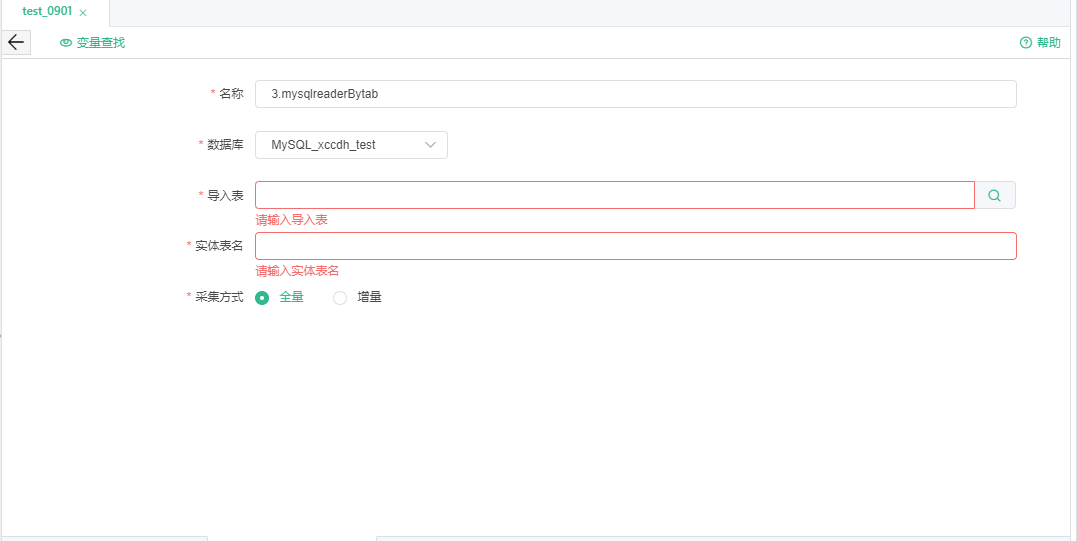 test_0901 ×
变量查找 帮助
* 名称 3.mysqlreaderBytab
* 数据库 MySQL_xccdh_test
* 导入表
请输入导入表
* 实体表名
请输入实体表名
* 采集方式 全量 增量